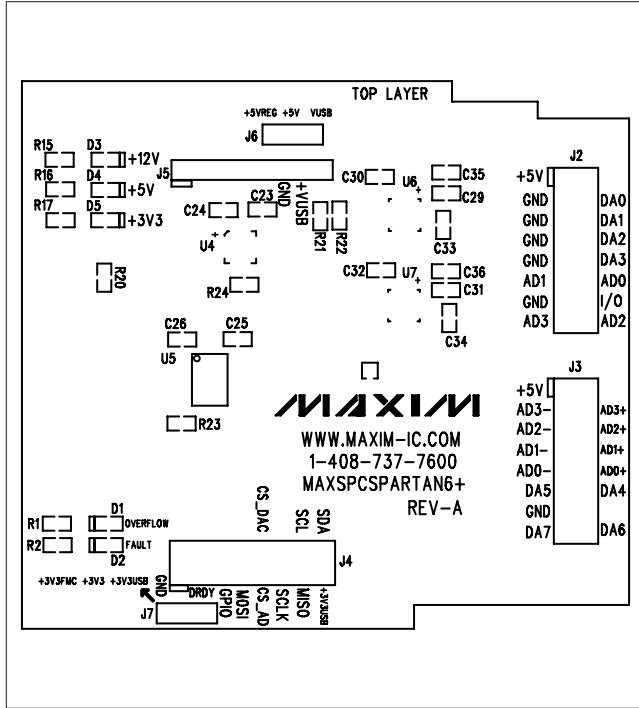 TOP LAYER
+5VREG +5V VUSB
J6
R15 D3 +12V
R16 D4 +5V
R17 D5 +3V3
J5
C24 C23
GND
+VUSB
U4
+
R21
R22
R20
R24
C30 U6 C35
+
C29
C33
C32 U7 C36
+
C31
C34
C26 C25
U5
R23
J2
+5V
GND DA0
GND DA1
GND DA2
GND DA3
AD1 AD0
GND I/O
AD3 AD2
J3
+5V
AD3- AD3+
AD2- AD2+
AD1- AD1+
AD0- AD0+
DA5 DA4
GND
DA7 DA6
MAXIM
WWW.MAXIM-IC.COM
1-408-737-7600
MAXSPCSPARTAN6+
REV-A
R1 D1 OVERFLOW
R2 FAULT
D2
+3V3FMC +3V3 +3V3USB
J7
CS_DAC
SCL
SDA
J4
GND
DRDY
GPIO
MOSI
CS_AD
SCLK
MISO
+3V3USB